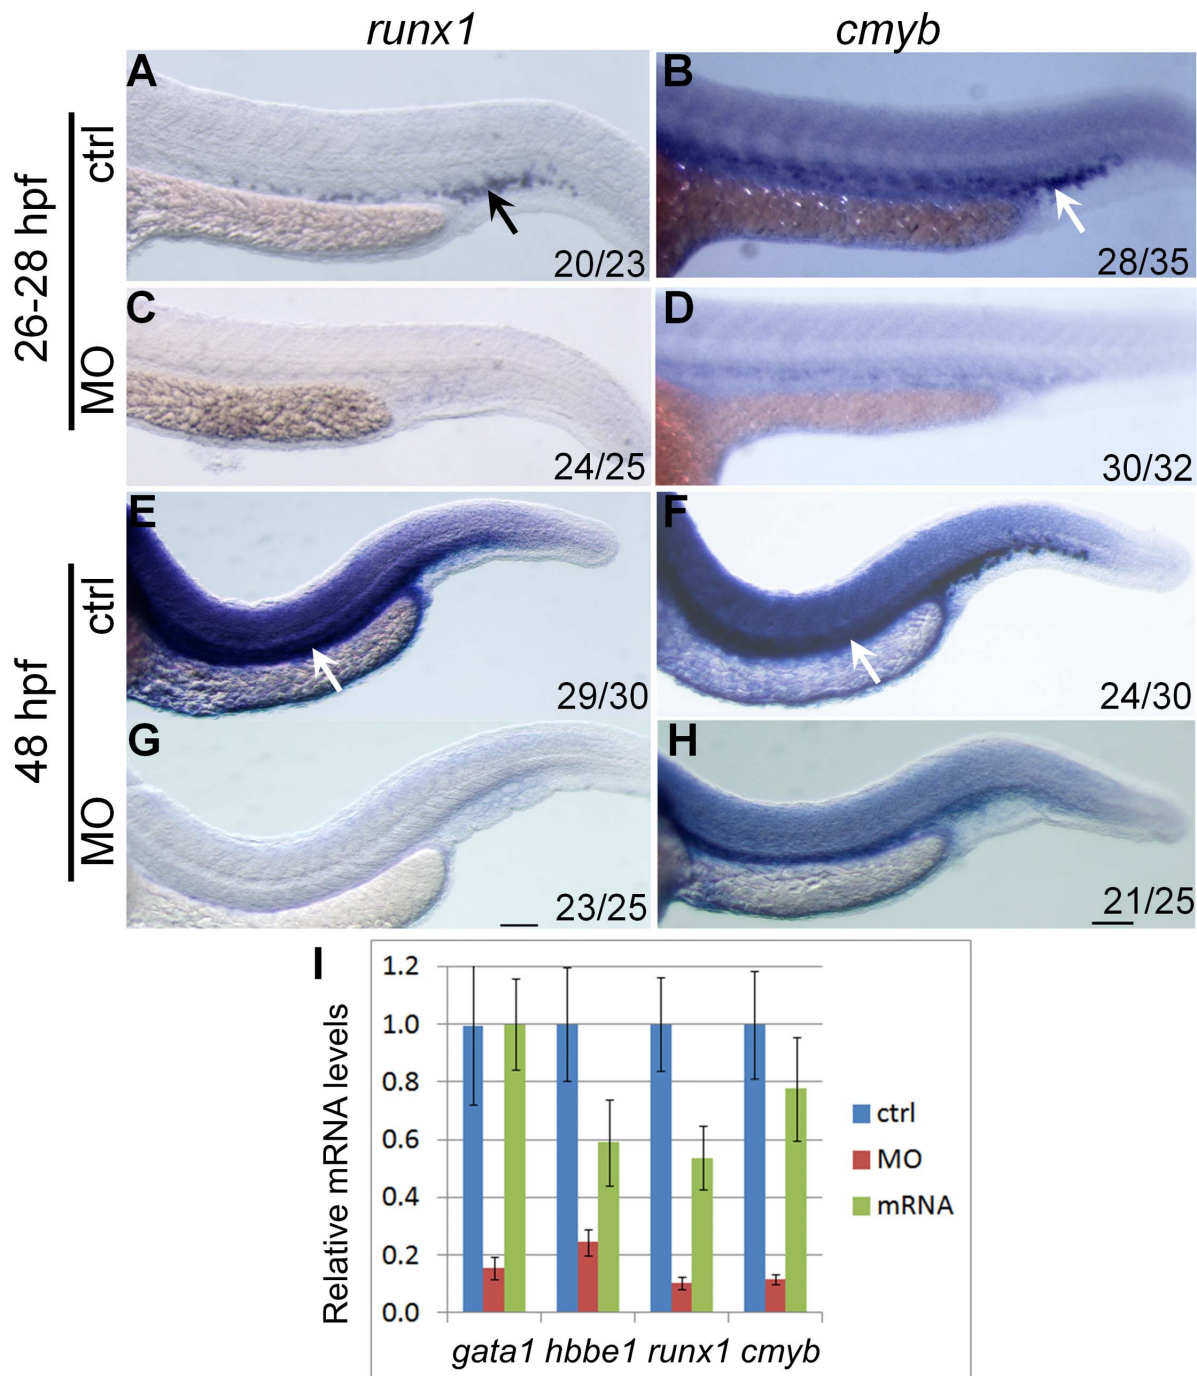 runx1 cmyb
26-28 hpf
ctrl
A
20/23
B
28/35
MO
C
24/25
D
30/32
48 hpf
ctrl
E
29/30
F
24/30
MO
G
23/25
H
21/25
I
Relative mRNA levels
1.2
1.0
0.8
0.6
0.4
0.2
0.0
gata1 hbbe1 runx1 cmyb
ctrl
MO
mRNA